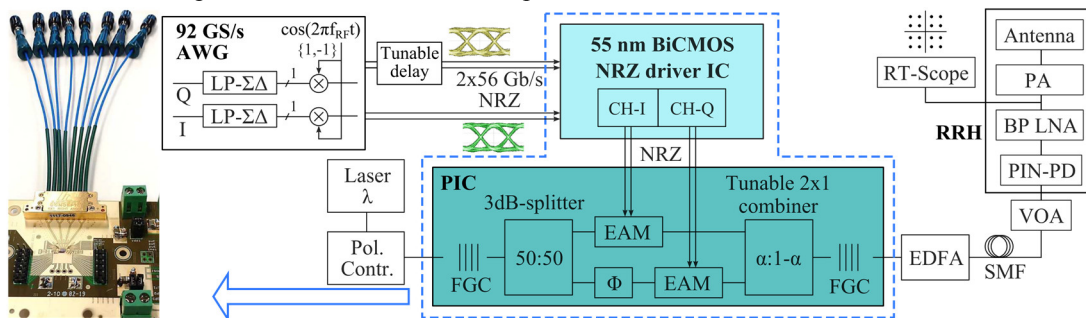 92 GS/s
AWG
cos(2πf_RF t)
{1,-1}
Q
LP-ΣΔ
1
I
LP-ΣΔ
1
Tunable
delay
2x56 Gb/s
NRZ
55 nm BiCMOS
NRZ driver IC
CH-I
CH-Q
NRZ
Laser
λ
Pol.
Contr.
PIC
3dB-splitter
FGC
50:50
EAM
Φ
EAM
Tunable 2x1
combiner
α:1-α
FGC
EDFA
SMF
VOA
RT-Scope
RRH
Antenna
PA
BP LNA
PIN-PD